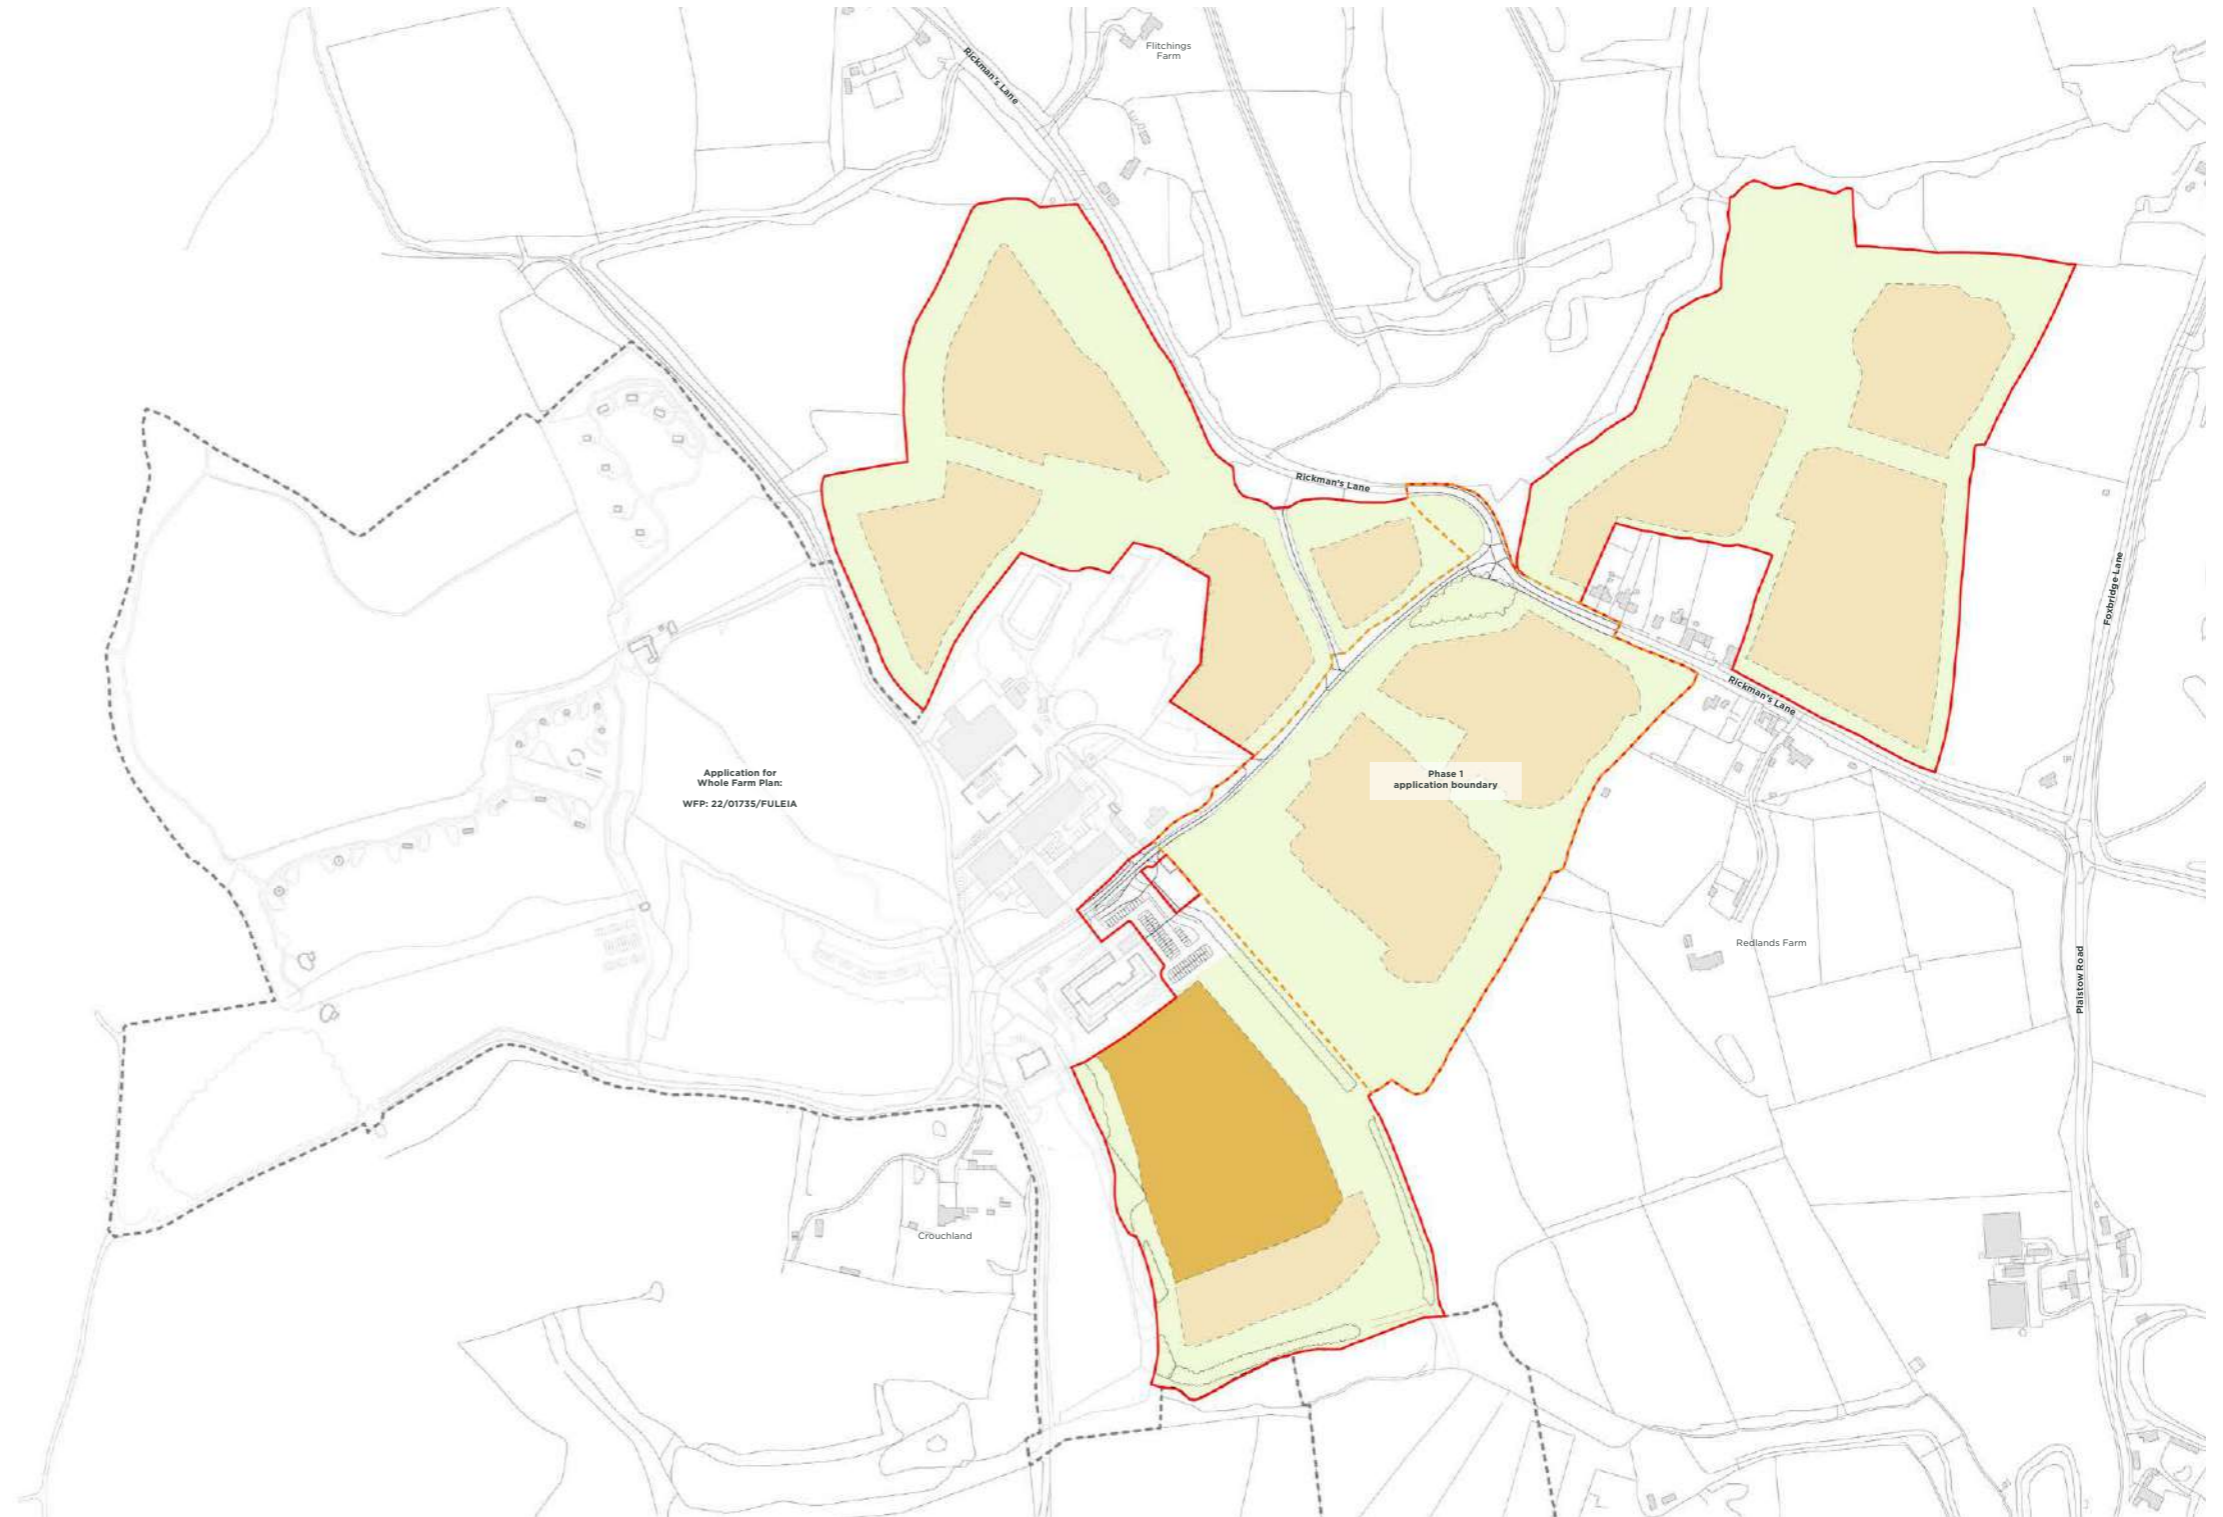 Flitchings
Farm
Rickman's Lane
Rickman's Lane
Foxbridge Lane
Rickman's Lane
Application for
Whole Farm Plan:
WFP: 22/01735/FULEIA
Phase 1
application boundary
Redlands Farm
Plaistow Road
Crouchland